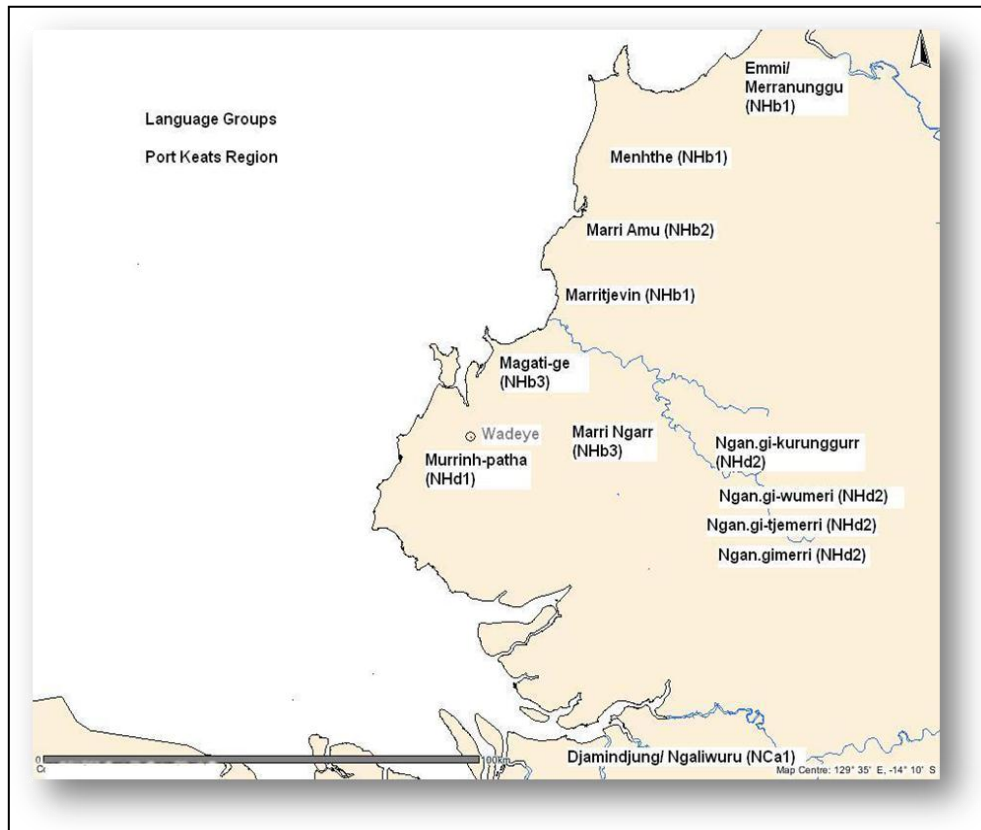 Emmi/
Merranunggu
(NHb1)
Language Groups
Port Keats Region
Menhthe (NHb1)
Marri Amu (NHb2)
Marritjevin (NHb1)
Magati-ge
(NHb3)
Wadeye
Marri Ngarr
(NHb3)
Murrinh-patha
(NHd1)
Ngan.gi-kurunggurr
(NHd2)
Ngan.gi-wumeri (NHd2)
Ngan.gi-tjemerri (NHd2)
Ngan.gimerri (NHd2)
Djamindjung/ Ngaliwuru (NCa1)
0 100km
Map Centre: 129° 35' E, -14° 10' S